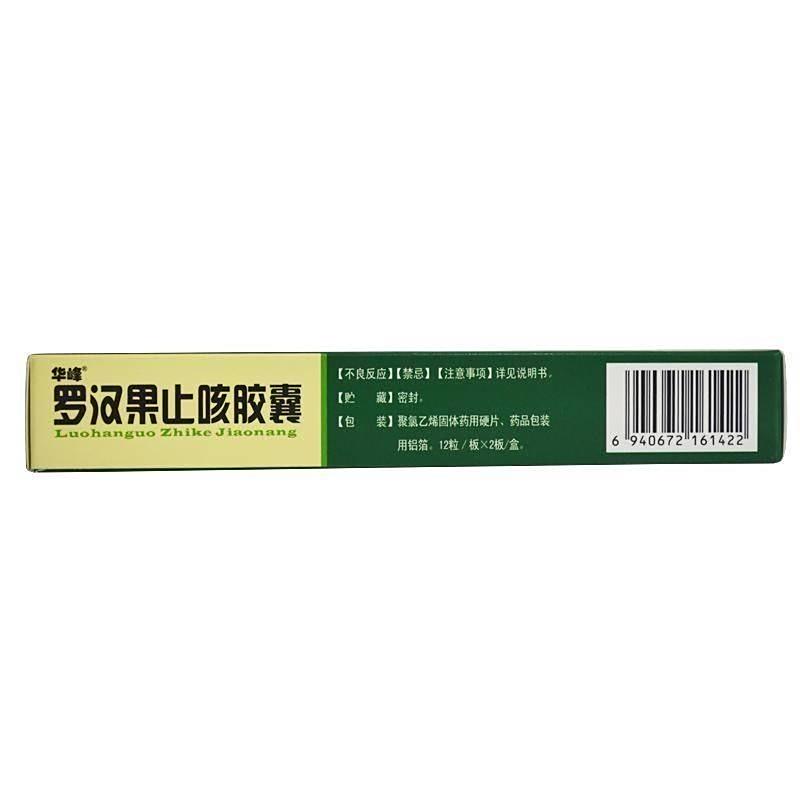 华峰®
罗汉果止咳胶囊
Luohanguo Zhike Jiaonang
【不良反应】【禁忌】【注意事项】详见说明书。
【贮 藏】密封。
【包 装】聚氯乙烯固体药用硬片、药品包装
用铝箔。12粒/板×2板/盒。
6 940672 161422